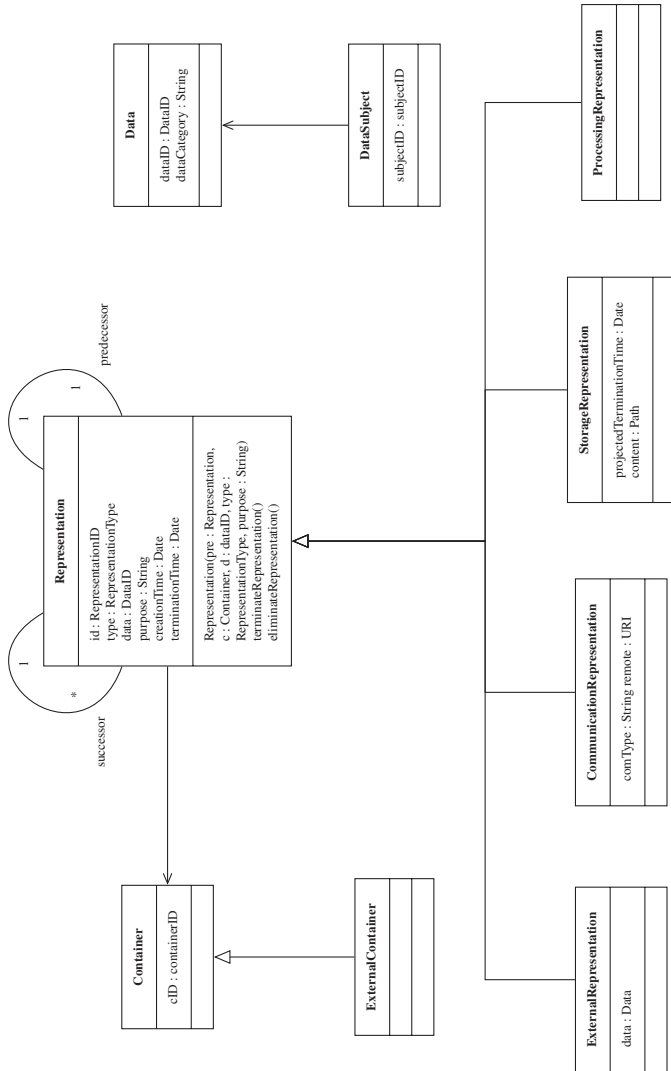 Data
dataID : DataID
dataCategory : String
DataSubject
subjectID : subjectID
predecessor
1
1
Representation
id : RepresentationID
type : RepresentationType
data : DataID
purpose : String
creationTime : Date
terminationTime : Date
Representation(pre : Representation,
c : Container, d : dataID, type :
RepresentationType, purpose : String)
terminateRepresentation()
eliminateRepresentation()
1
*
successor
Container
cID : containerID
ExternalContainer
ExternalRepresentation
data : Data
CommunicationRepresentation
comType : String remote : URI
StorageRepresentation
projectedTerminationTime : Date
content : Path
ProcessingRepresentation